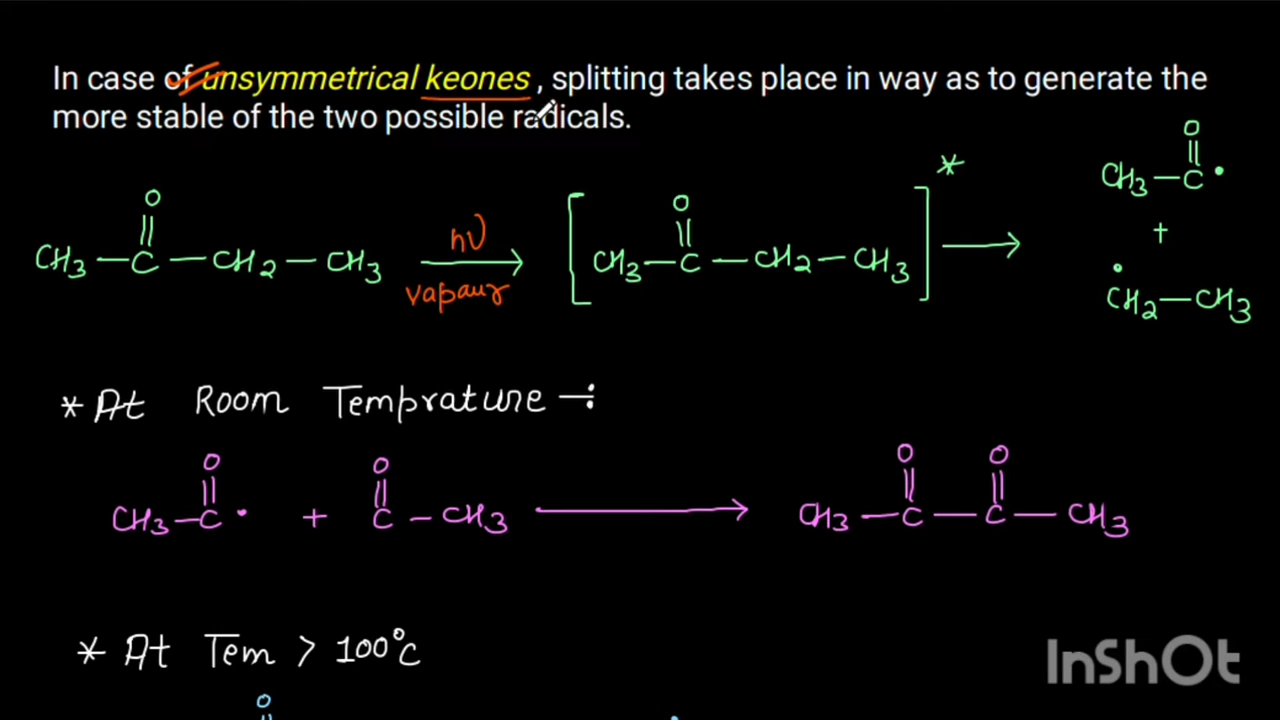 In case of unsymmetrical keones , splitting takes place in way as to generate the
more stable of the two possible radicals.
O O O
|| || ||
CH3—C—CH2—CH3 hν vapour → [CH3—C—CH2—CH3]* → CH3—C•
+
•CH2—CH3
* At Room Temprature ÷
O O O O
|| || || ||
CH3—C• + C—CH3 → CH3—C—C—CH3
* At Tem > 100°C
O
InShOt